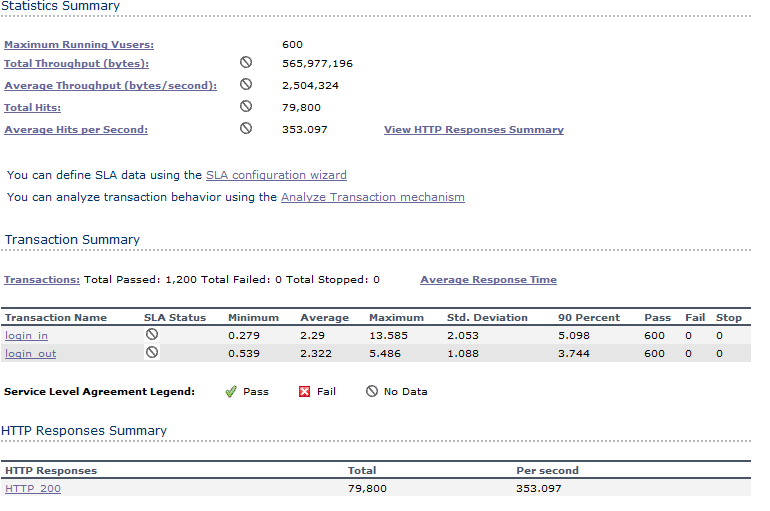 Statistics Summary
Maximum Running Vusers: 600
Total Throughput (bytes): 565,977,196
Average Throughput (bytes/second): 2,504,324
Total Hits: 79,800
Average Hits per Second: 353.097 View HTTP Responses Summary
You can define SLA data using the SLA configuration wizard
You can analyze transaction behavior using the Analyze Transaction mechanism
Transaction Summary
Transactions: Total Passed: 1,200 Total Failed: 0 Total Stopped: 0 Average Response Time
Transaction Name SLA Status Minimum Average Maximum Std. Deviation 90 Percent Pass Fail Stop
login_in 0.279 2.29 13.585 2.053 5.098 600 0 0
login_out 0.539 2.322 5.486 1.088 3.744 600 0 0
Service Level Agreement Legend: Pass Fail No Data
HTTP Responses Summary
HTTP Responses Total Per second
HTTP_200 79,800 353.097